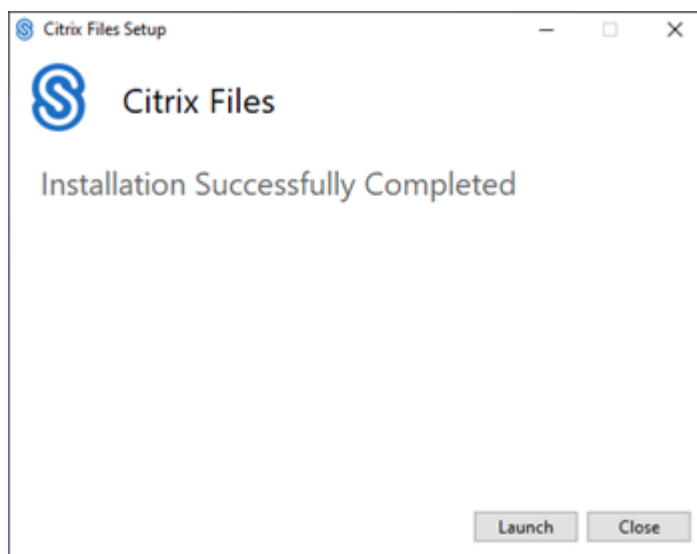 Citrix Files Setup
Citrix Files
Installation Successfully Completed
Launch Close